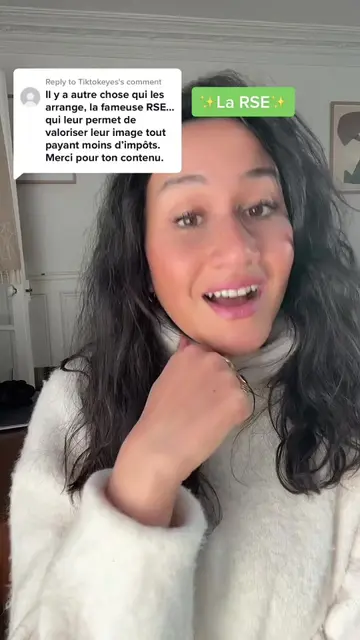 Reply to Tiktokeyes's comment
Il y a autre chose qui les
arrange, la fameuse RSE...
qui leur permet de
valoriser leur image tout
payant moins d'impôts.
Merci pour ton contenu.
✨La RSE✨